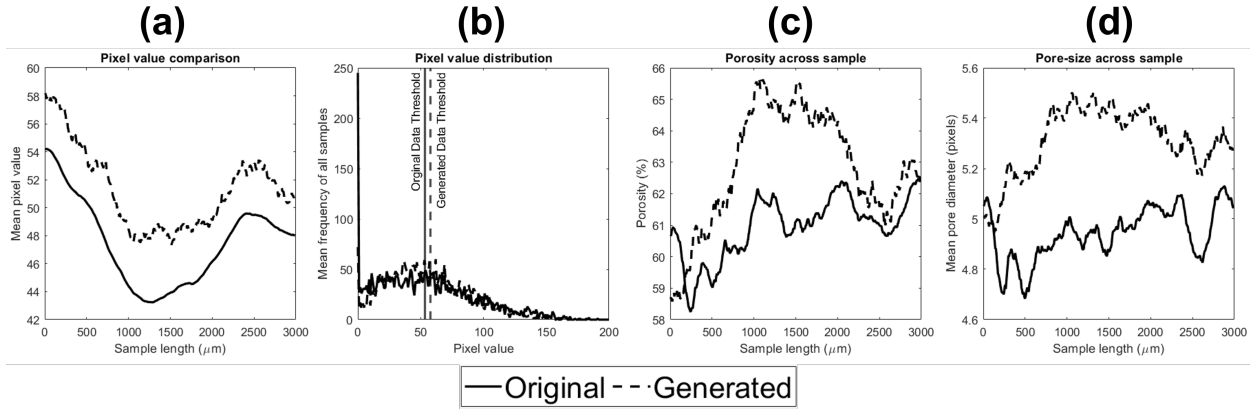 (a)
(b)
(c)
(d)
Pixel value comparison
60
58
56
54
52
50
48
46
44
42
Mean pixel value
0
500
1000
1500
2000
2500
3000
Sample length (μm)
Pixel value distribution
250
200
150
100
50
0
Mean frequency of all samples
Orginal Data Threshold
Generated Data Threshold
0
50
100
150
200
Pixel value
Porosity across sample
66
65
64
63
62
61
60
59
58
Porosity (%)
0
500
1000
1500
2000
2500
3000
Sample length (μm)
Pore-size across sample
5.6
5.4
5.2
5
4.8
4.6
Mean pore diameter (pixels)
0
500
1000
1500
2000
2500
3000
Sample length (μm)
Original
Generated